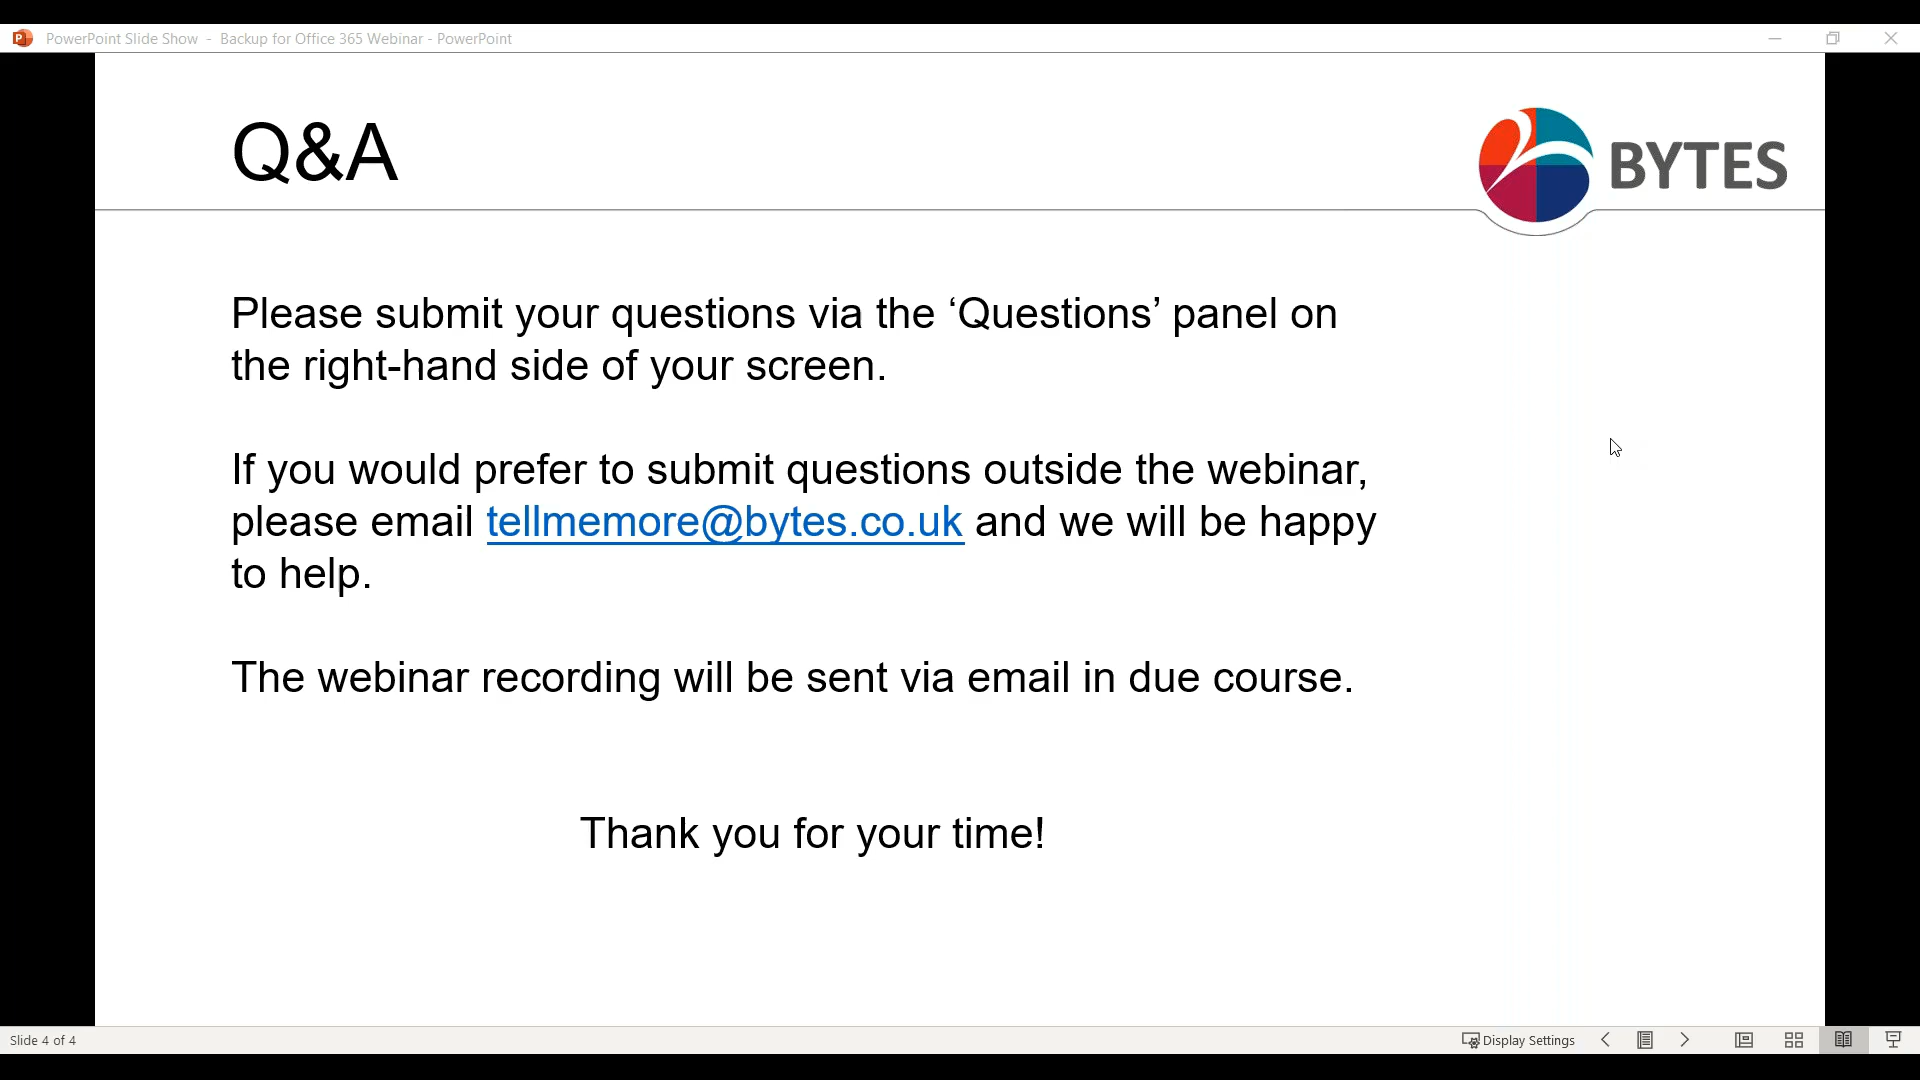 PowerPoint Slide Show - Backup for Office 365 Webinar - PowerPoint
Q&A
BYTES
Please submit your questions via the ‘Questions’ panel on
the right-hand side of your screen.
If you would prefer to submit questions outside the webinar,
please email tellmemore@bytes.co.uk and we will be happy
to help.
The webinar recording will be sent via email in due course.
Thank you for your time!
Slide 4 of 4
Display Settings